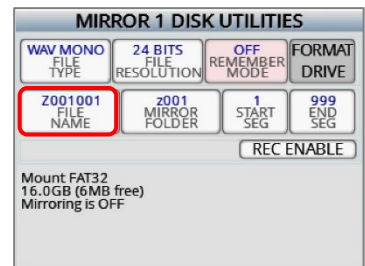 MIRROR 1 DISK UTILITIES
WAV MONO 24 BITS OFF FORMAT
FILE FILE REMEMBER DRIVE
TYPE RESOLUTION MODE
Z001001 z001 1 999
FILE MIRROR START END
NAME FOLDER SEG SEG
REC ENABLE
Mount FAT32
16.0GB (6MB free)
Mirroring is OFF